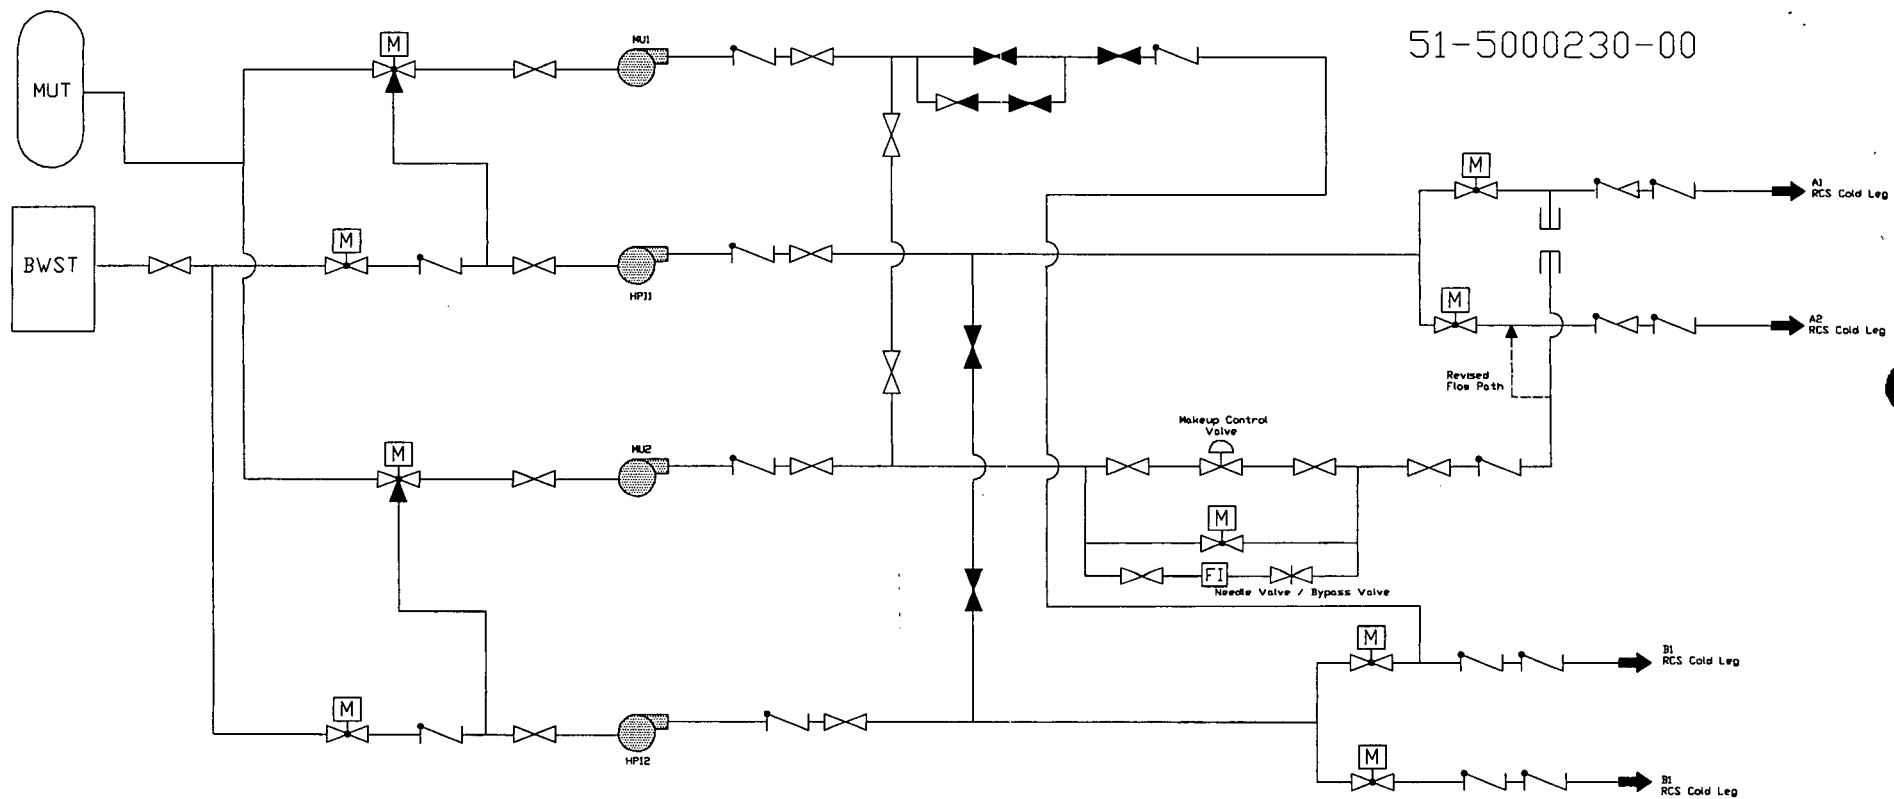 51-5000230-00
MUT
BWST
M
M
M
M
MU1
HPI1
MU2
HPI2
M
A1
RCS Cold Leg
M
A2
RCS Cold Leg
Revised
Flow Path
Makeup Control
Valve
M
FI
Needle Valve / Bypass Valve
M
B1
RCS Cold Leg
M
B1
RCS Cold Leg